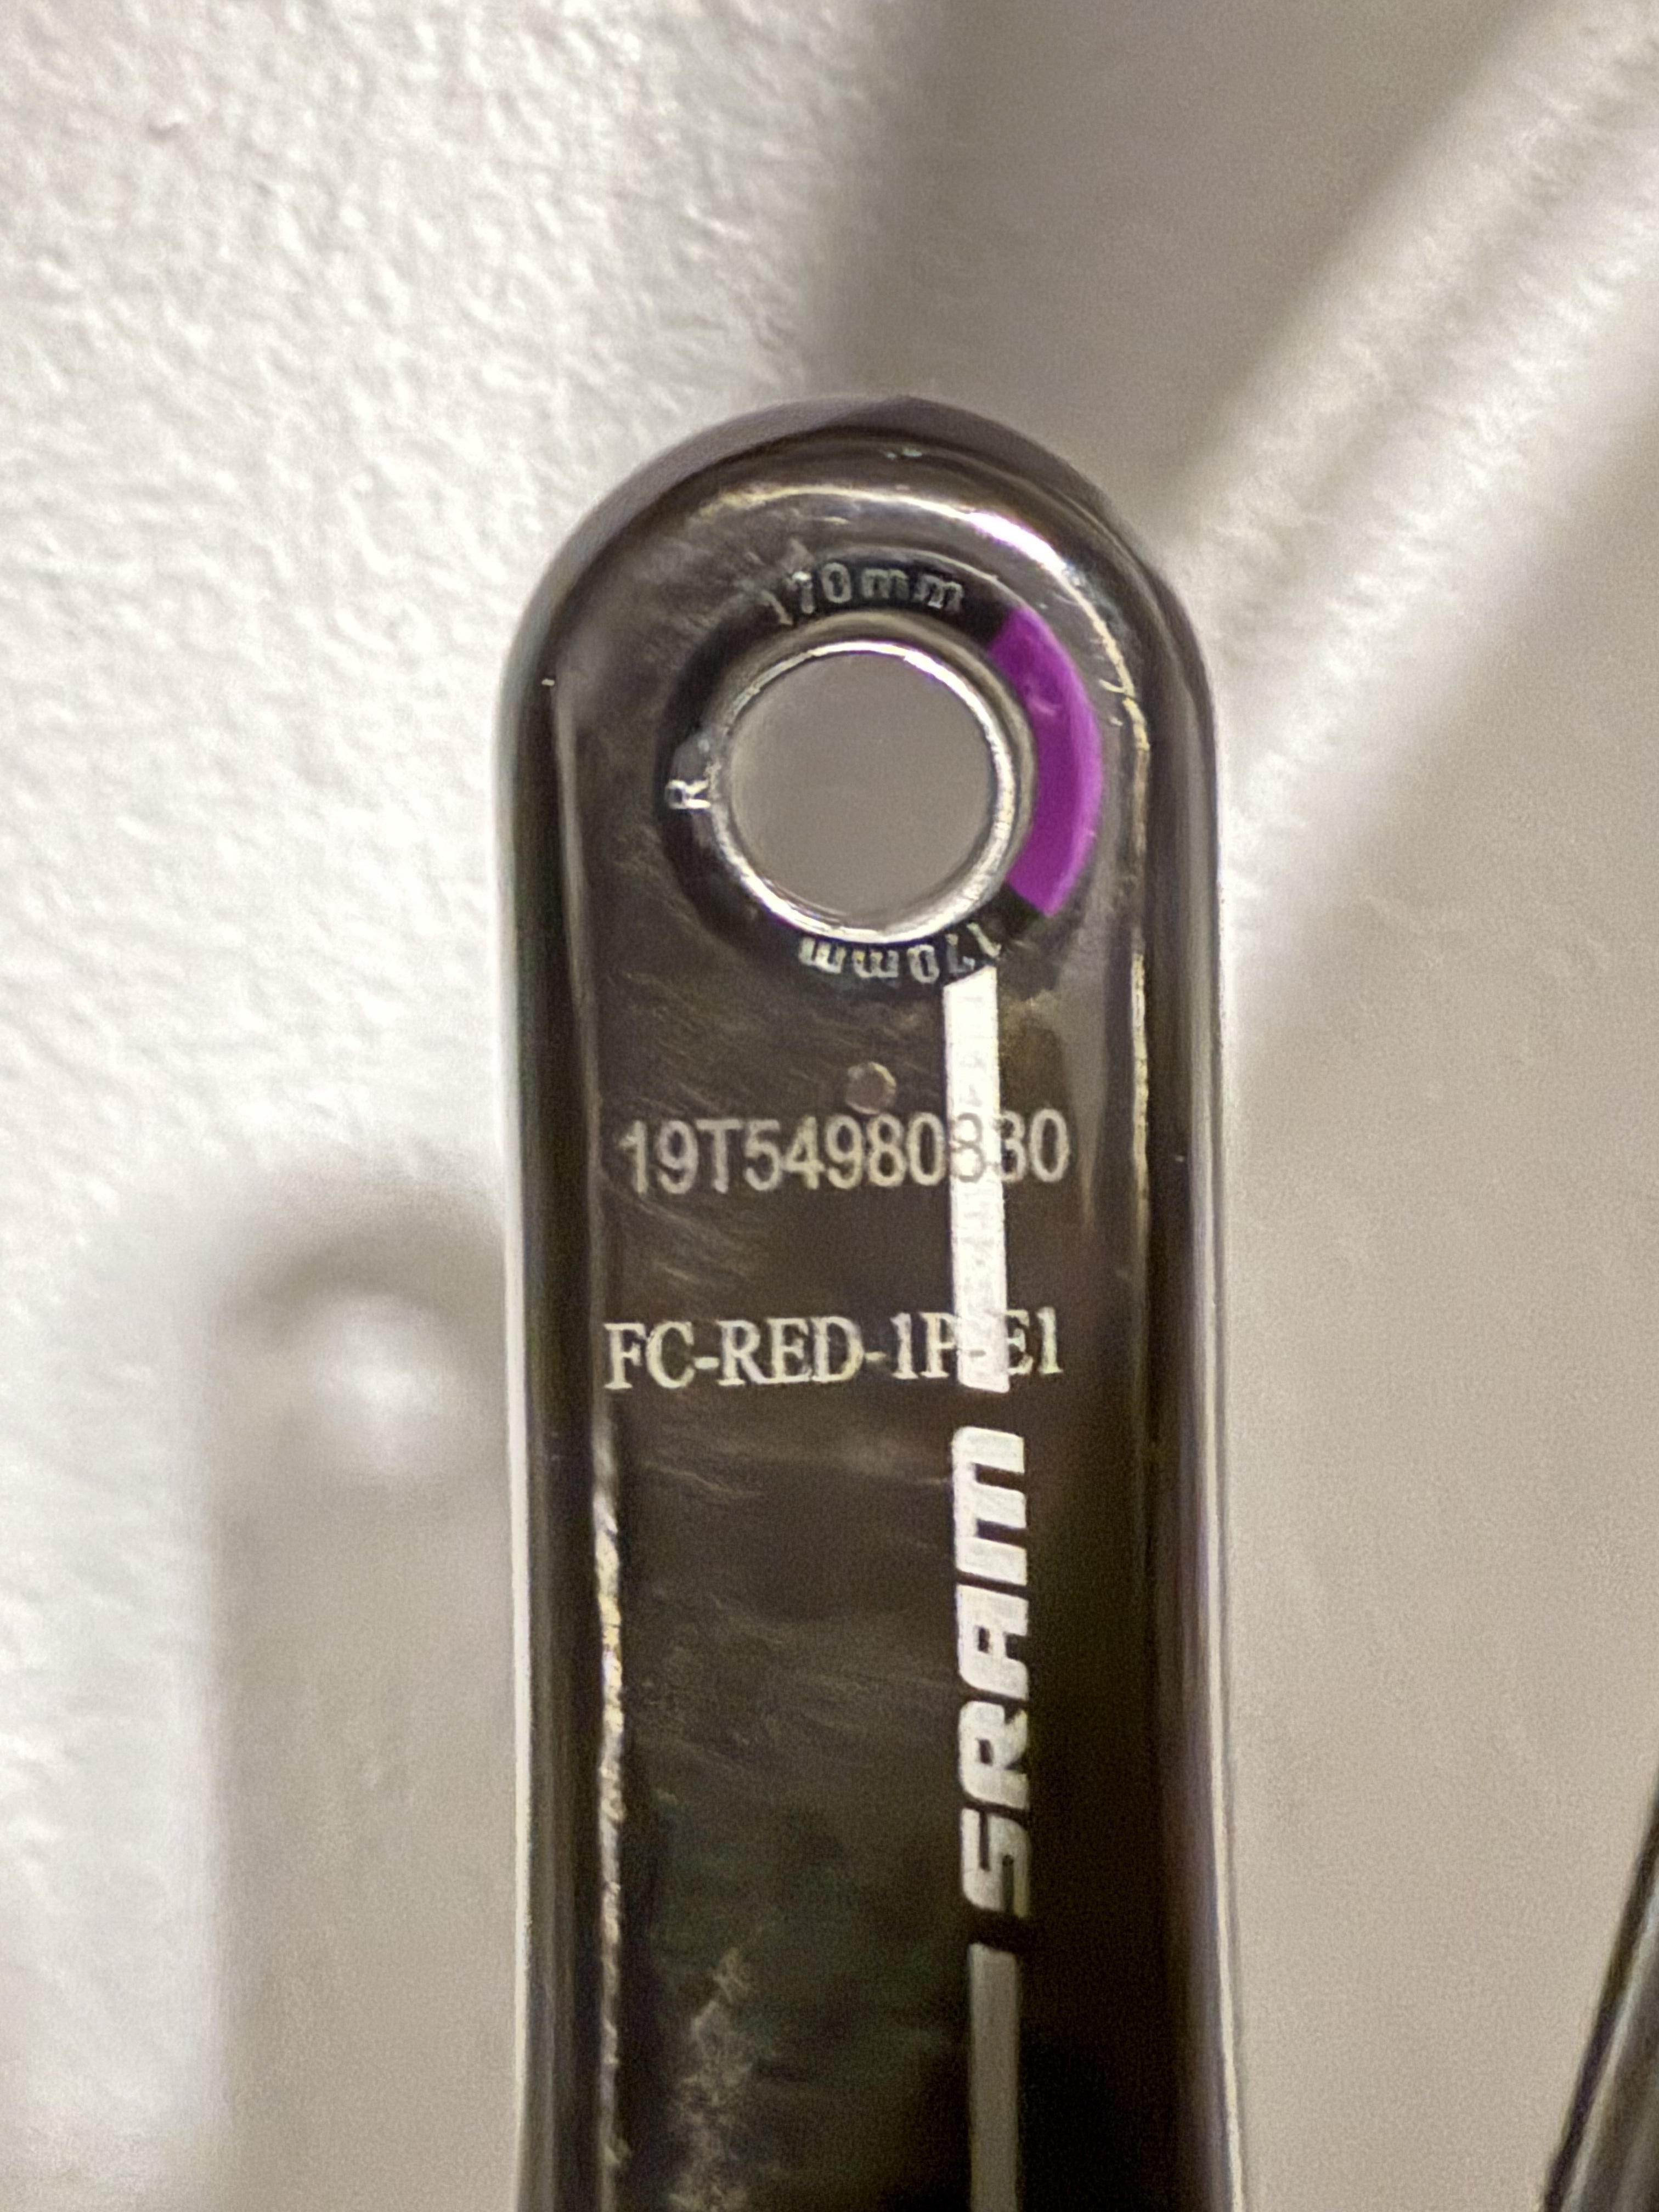 170mm
R
170mm
19T54980830
FC-RED-1P-E1
SRAM